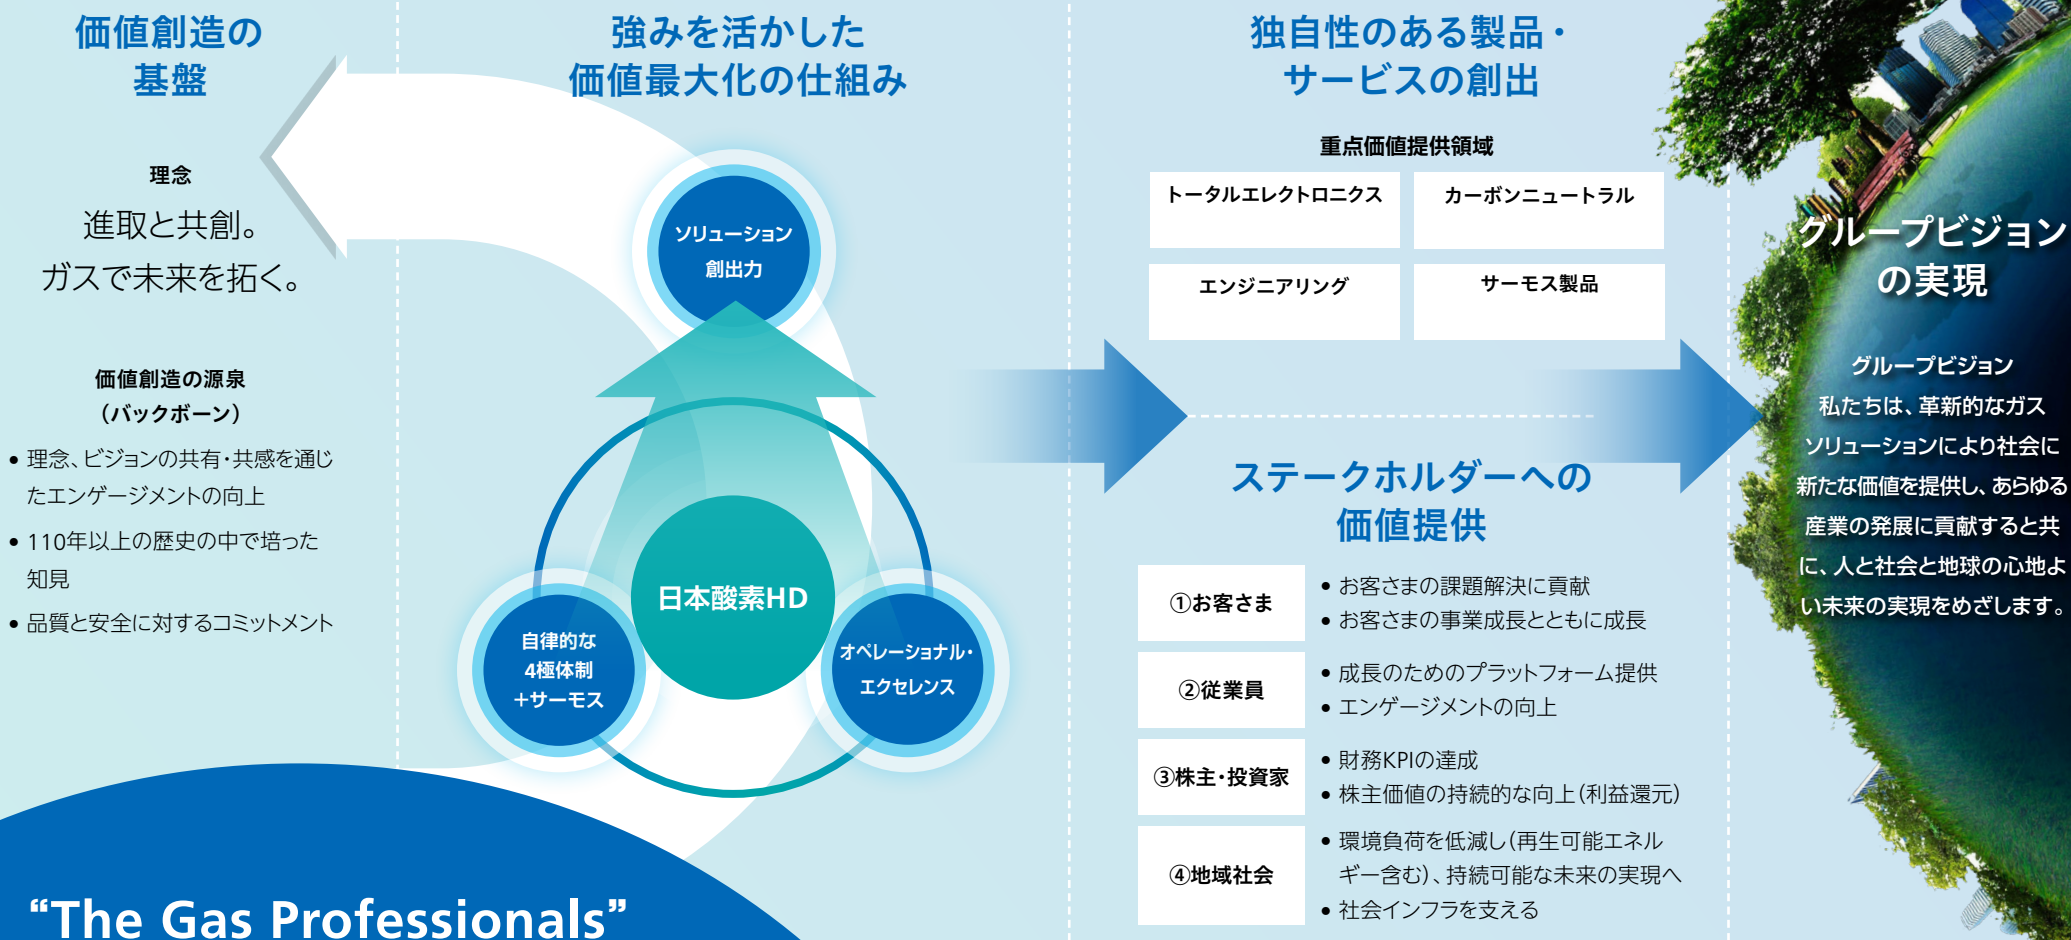 価値創造の
基盤
理念
進取と共創。
ガスで未来を拓く。
価値創造の源泉
（バックボーン）
• 理念、ビジョンの共有・共感を通じ
たエンゲージメントの向上
• 110年以上の歴史の中で培った
知見
• 品質と安全に対するコミットメント
“The Gas Professionals”
強みを活かした
価値最大化の仕組み
ソリューション
創出力
日本酸素HD
自律的な
4極体制
＋サーモス
オペレーショナル・
エクセレンス
独自性のある製品・
サービスの創出
重点価値提供領域
トータルエレクトロニクス
カーボンニュートラル
エンジニアリング
サーモス製品
ステークホルダーへの
価値提供
①お客さま
• お客さまの課題解決に貢献
• お客さまの事業成長とともに成長
②従業員
• 成長のためのプラットフォーム提供
• エンゲージメントの向上
③株主・投資家
• 財務KPIの達成
• 株主価値の持続的な向上（利益還元）
④地域社会
• 環境負荷を低減し（再生可能エネル
ギー含む）、持続可能な未来の実現へ
• 社会インフラを支える
グループビジョン
の実現
グループビジョン
私たちは、革新的なガス
ソリューションにより社会に
新たな価値を提供し、あらゆる
産業の発展に貢献すると共
に、人と社会と地球の心地よ
い未来の実現をめざします。